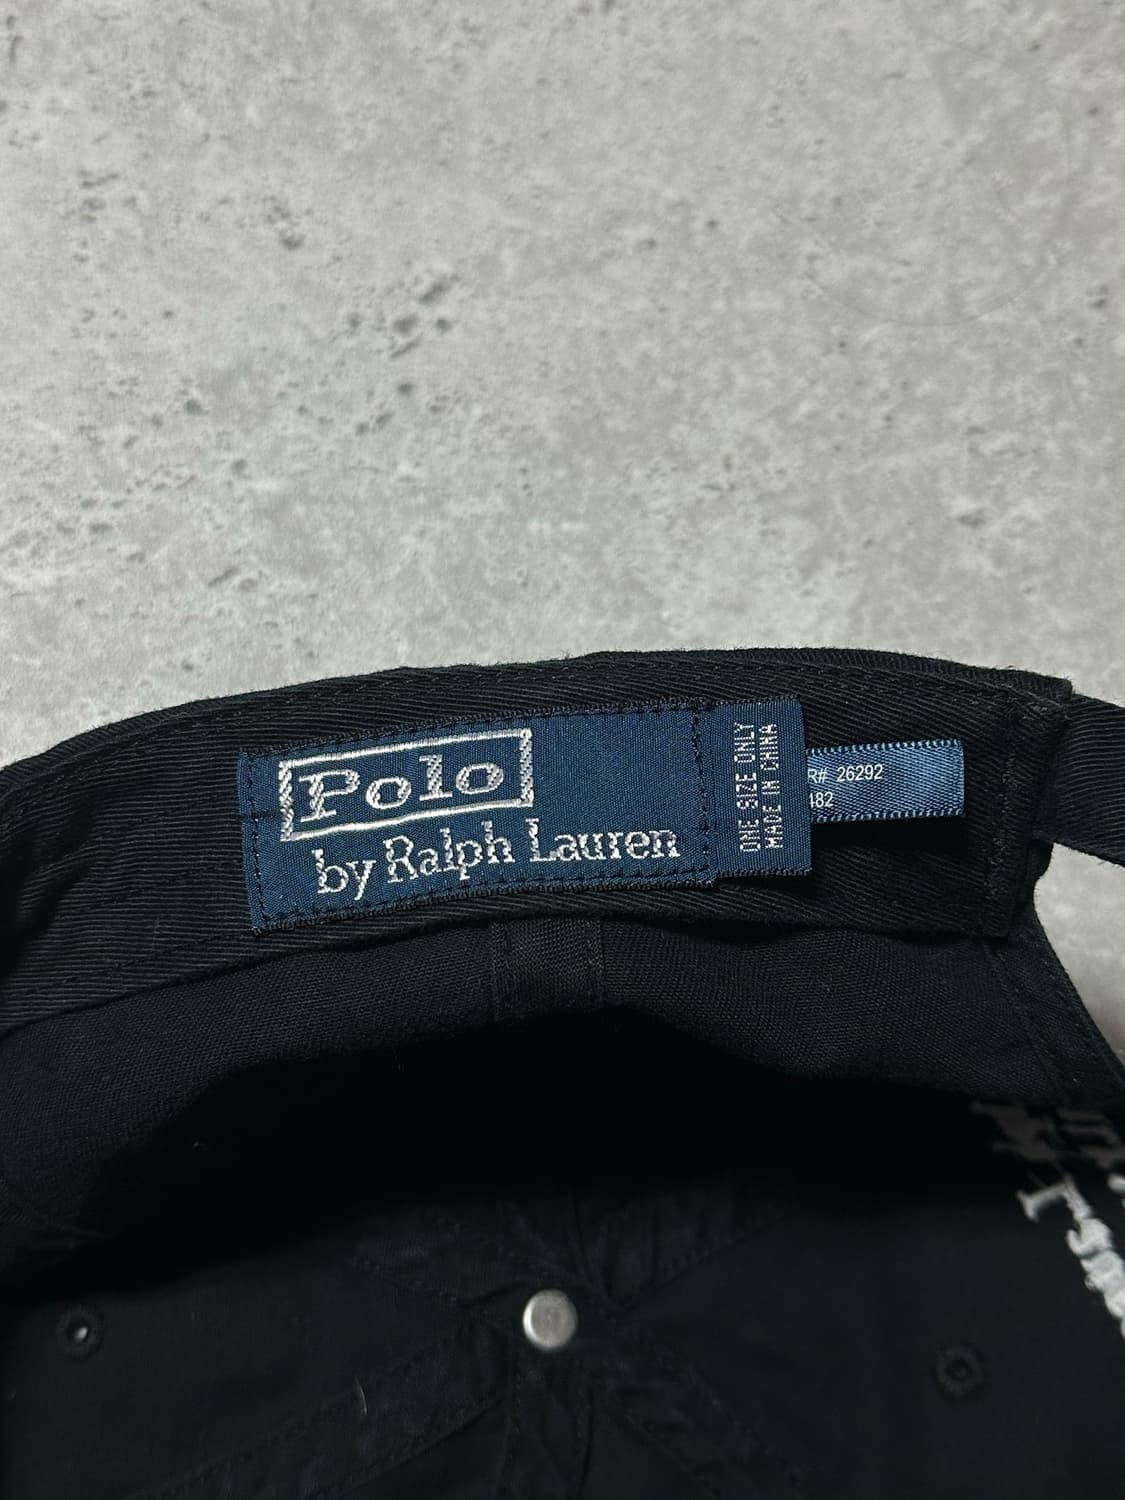 Polo
by Ralph Lauren
ONE SIZE ONLY
MADE IN CHINA
R# 26292
482